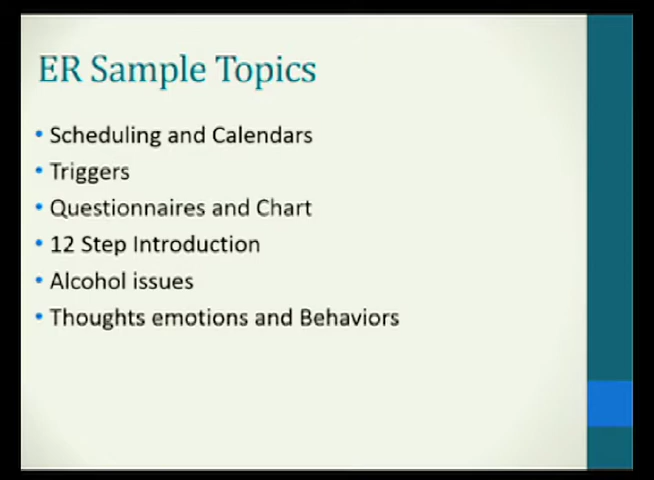 ER Sample Topics
• Scheduling and Calendars
• Triggers
• Questionnaires and Chart
• 12 Step Introduction
• Alcohol issues
• Thoughts emotions and Behaviors